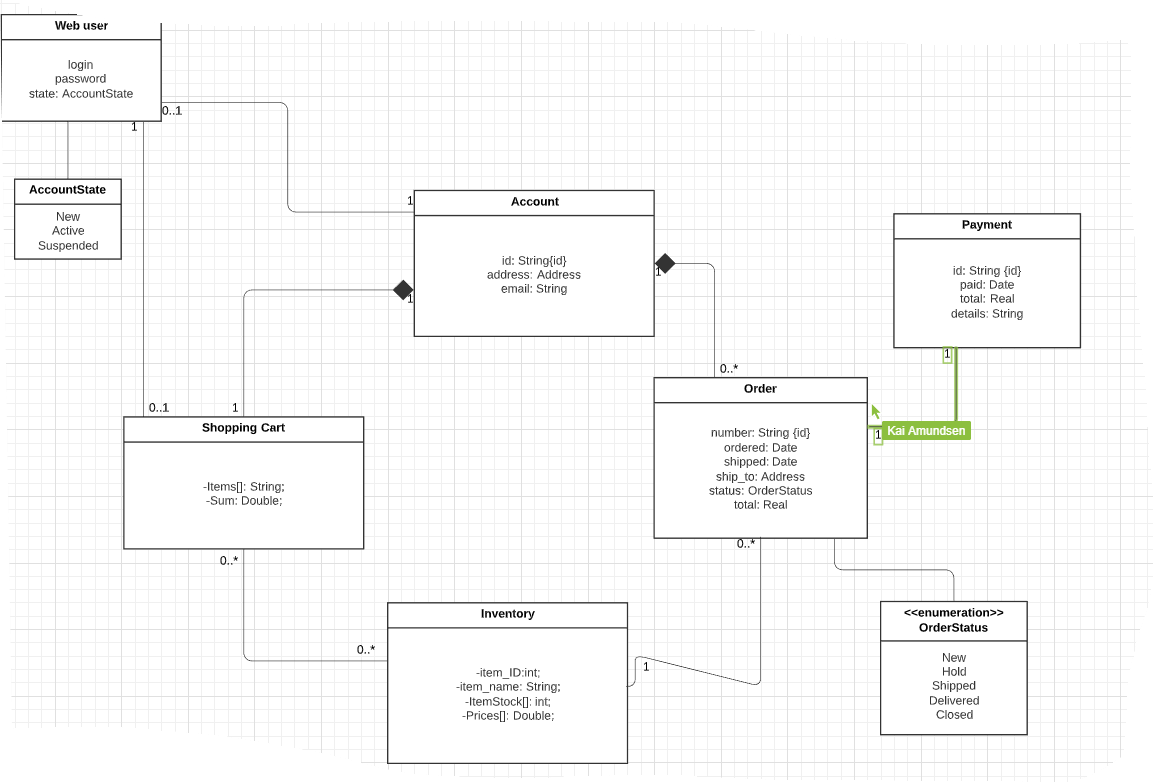 Web user
login
password
state: AccountState
0..1
1
AccountState
New
Active
Suspended
1
Account
id: String{id}
address: Address
email: String
1
1
Payment
id: String {id}
paid: Date
total: Real
details: String
1
0..*
Order
number: String {id}
ordered: Date
shipped: Date
ship_to: Address
status: OrderStatus
total: Real
1
Kai Amundsen
0..1
1
Shopping Cart
-Items[]: String;
-Sum: Double;
0..*
0..*
0..*
Inventory
-item_ID:int;
-item_name: String;
-ItemStock[]: int;
-Prices[]: Double;
1
<<enumeration>>
OrderStatus
New
Hold
Shipped
Delivered
Closed